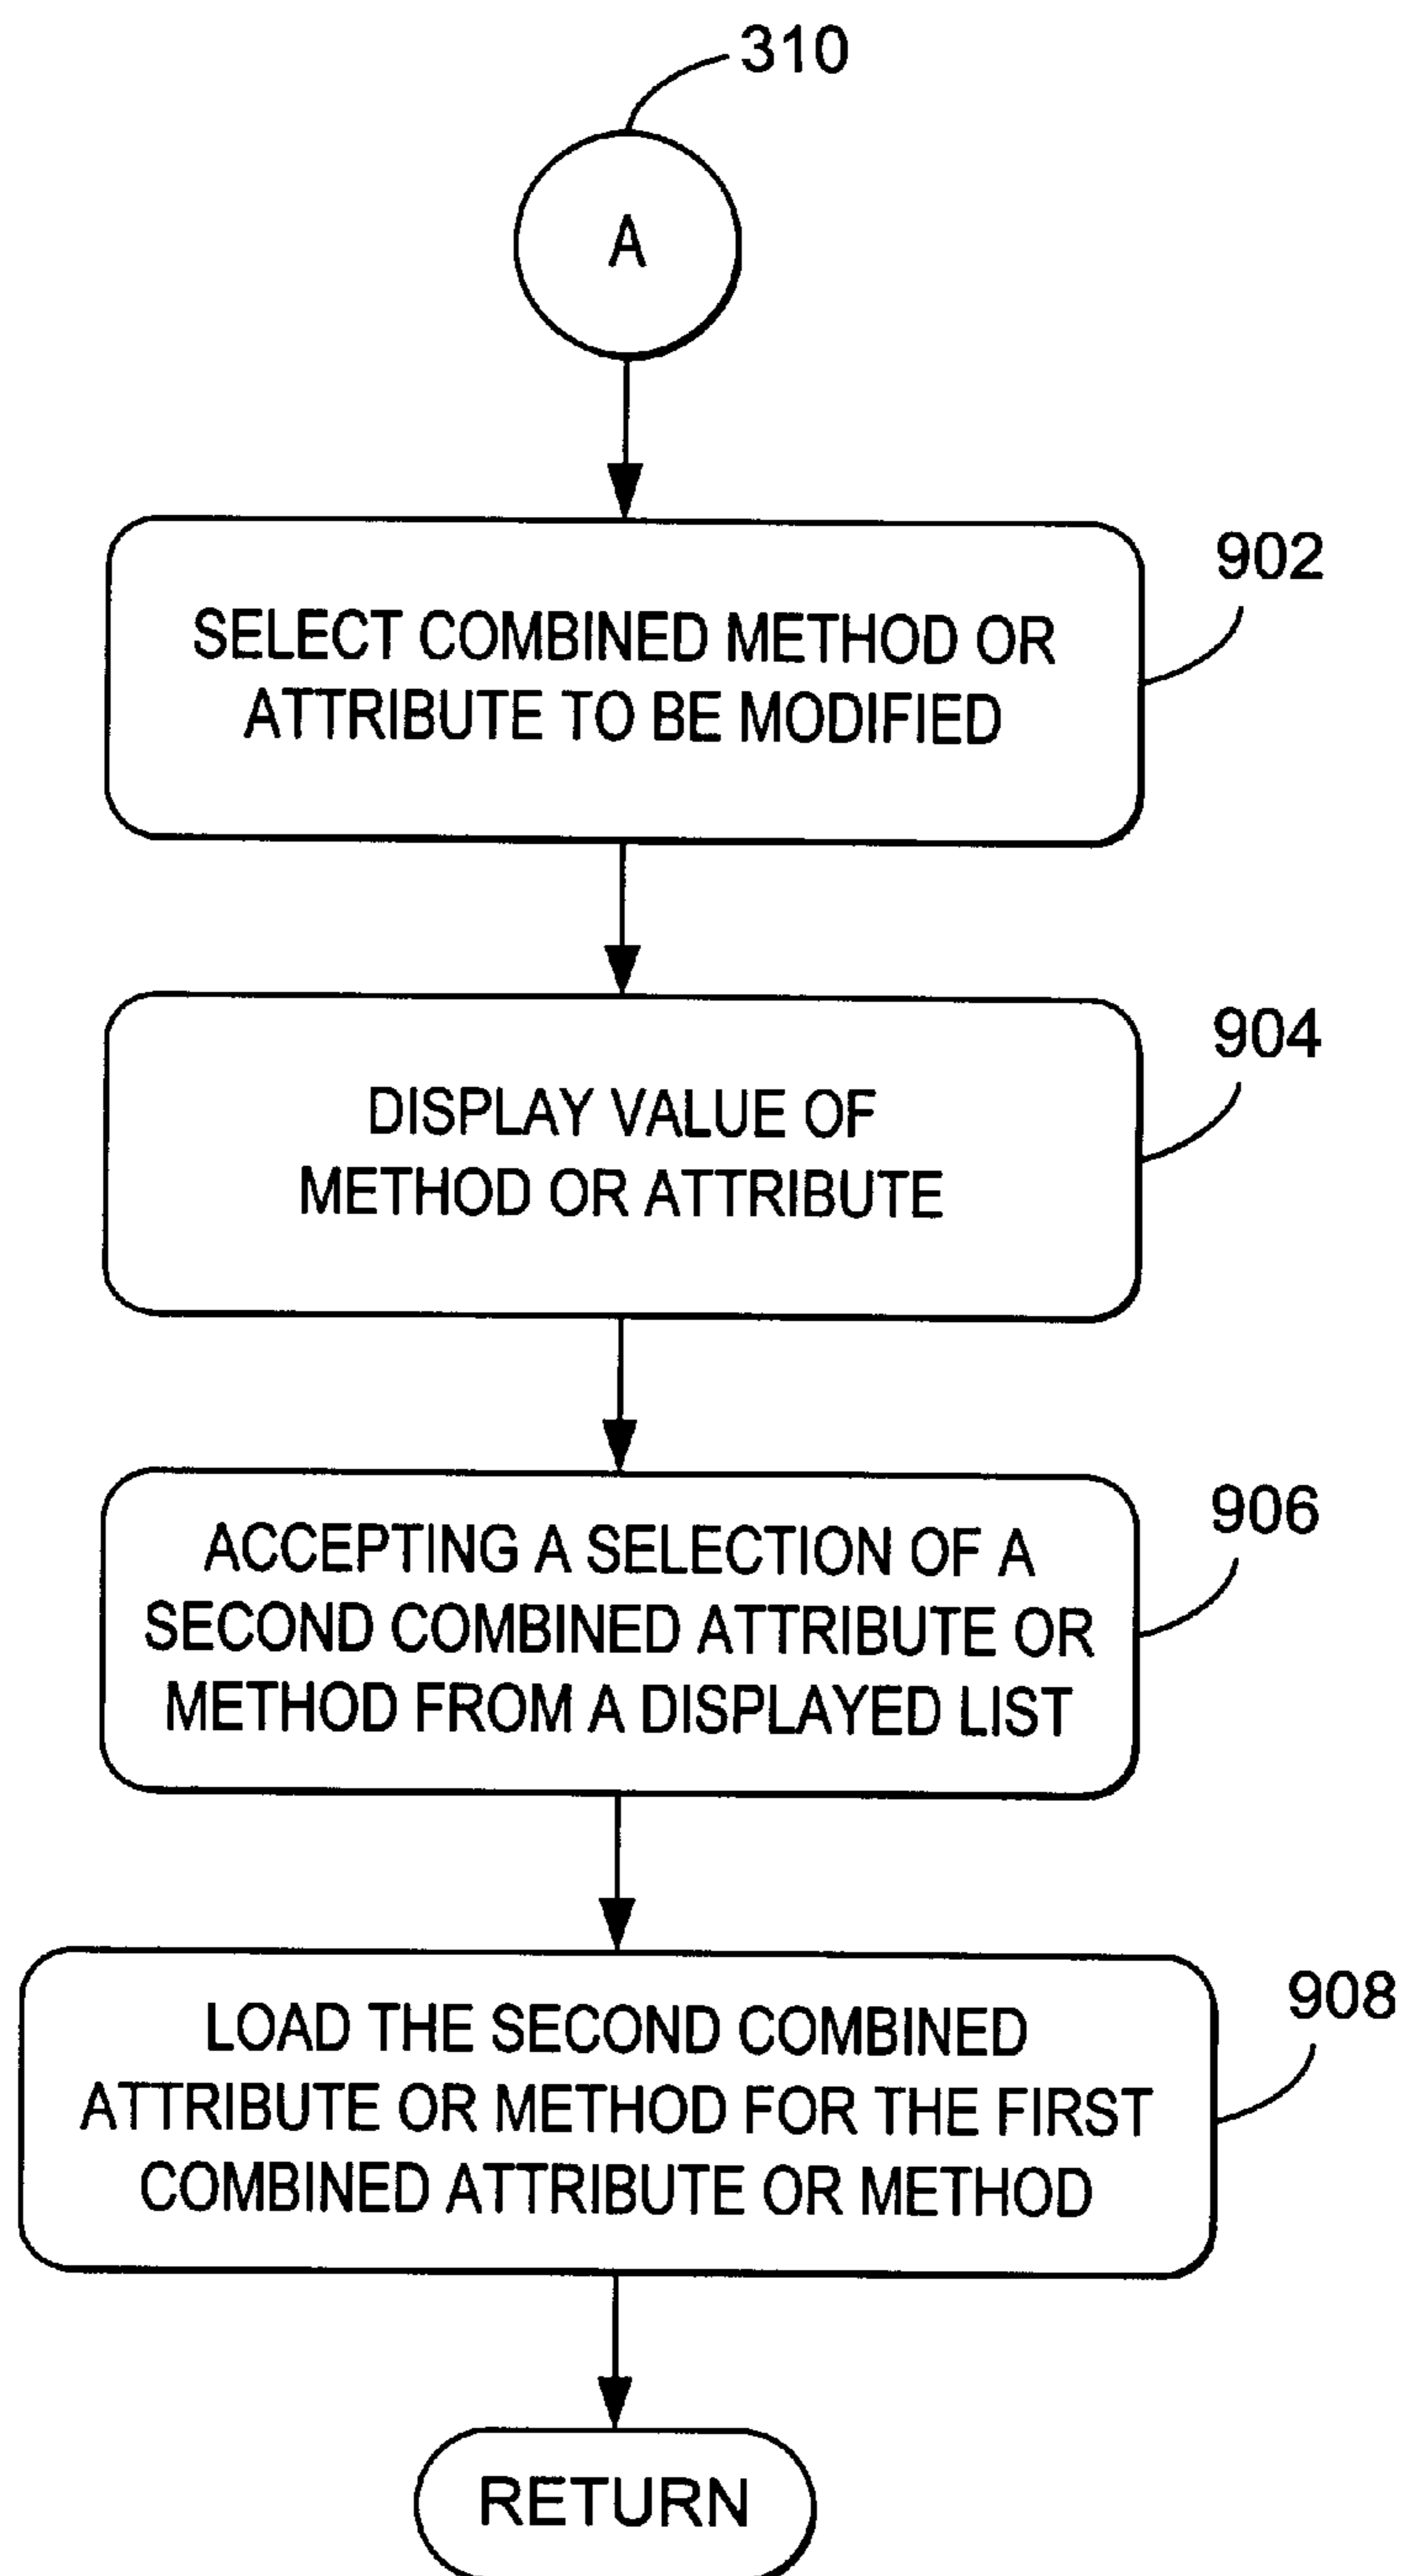 310
A
902
SELECT COMBINED METHOD OR
ATTRIBUTE TO BE MODIFIED
904
DISPLAY VALUE OF
METHOD OR ATTRIBUTE
906
ACCEPTING A SELECTION OF A
SECOND COMBINED ATTRIBUTE OR
METHOD FROM A DISPLAYED LIST
908
LOAD THE SECOND COMBINED
ATTRIBUTE OR METHOD FOR THE FIRST
COMBINED ATTRIBUTE OR METHOD
RETURN